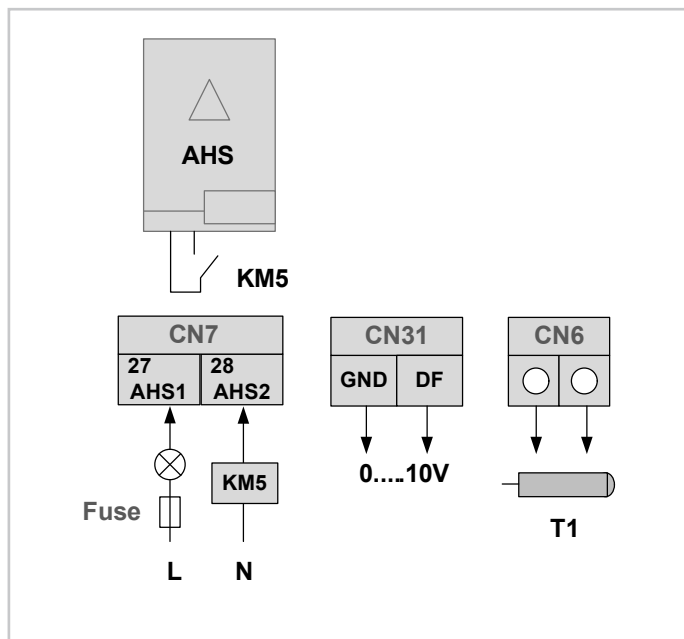 AHS
KM5
CN7
27
AHS1
28
AHS2
CN31
GND
DF
CN6
0.....10V
KM5
Fuse
T1
L
N